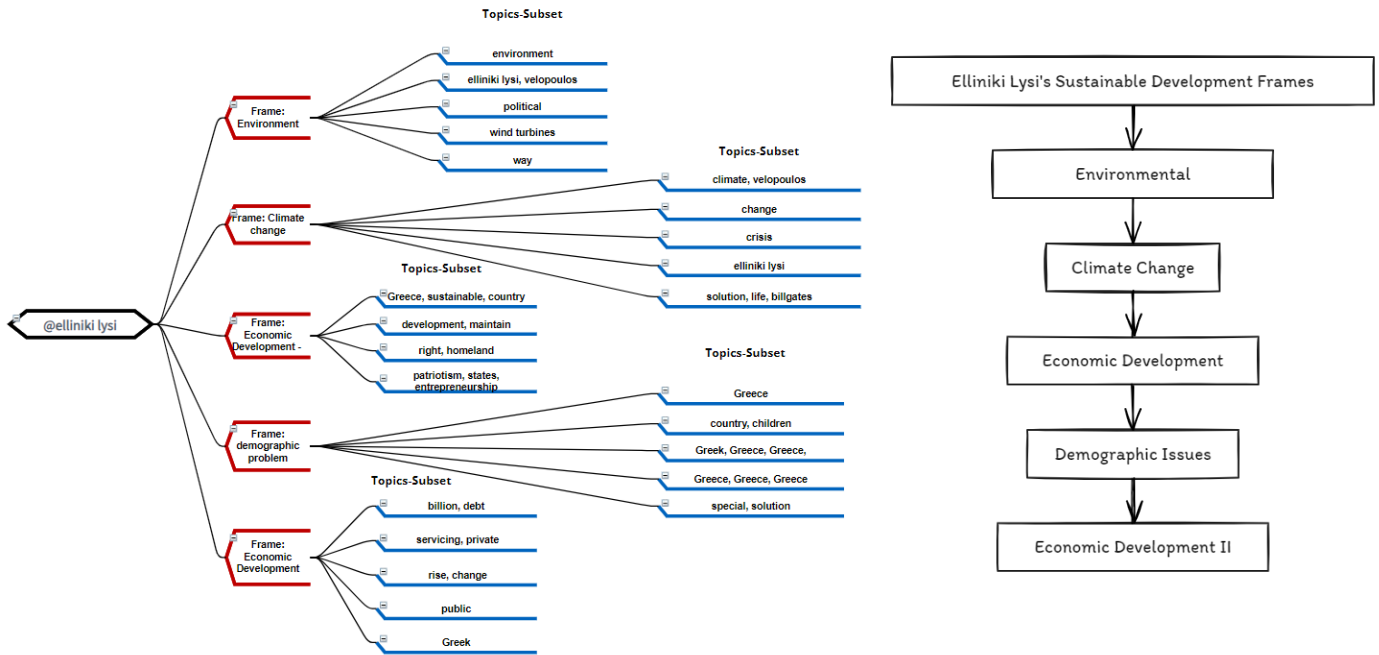 Topics-Subset
environment
elliniki lysi, velopoulos
political
wind turbines
way
Frame:
Environment
Topics-Subset
climate, velopoulos
change
crisis
elliniki lysi
solution, life, billgates
Frame: Climate
change
Topics-Subset
Greece, sustainable, country
development, maintain
right, homeland
patriotism, states,
entrepreneurship
Frame:
Economic
Development -
@elliniki lysi
Topics-Subset
Greece
country, children
Greek, Greece, Greece,
Greece, Greece, Greece
special, solution
Frame:
demographic
problem
Topics-Subset
billion, debt
servicing, private
rise, change
public
Greek
Frame:
Economic
Development
Elliniki Lysi's Sustainable Development Frames
Environmental
Climate Change
Economic Development
Demographic Issues
Economic Development II